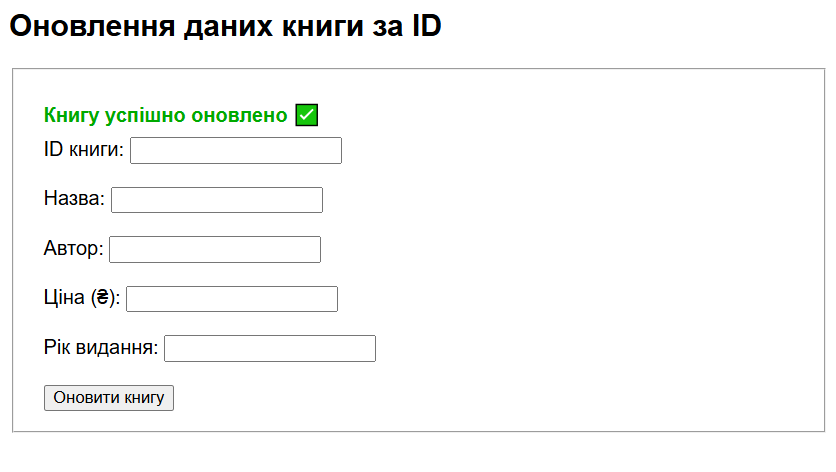 Оновлення даних книги за ID
Книгу успішно оновлено ✅
ID книги:
Назва:
Автор:
Ціна (₴):
Рік видання:
Оновити книгу